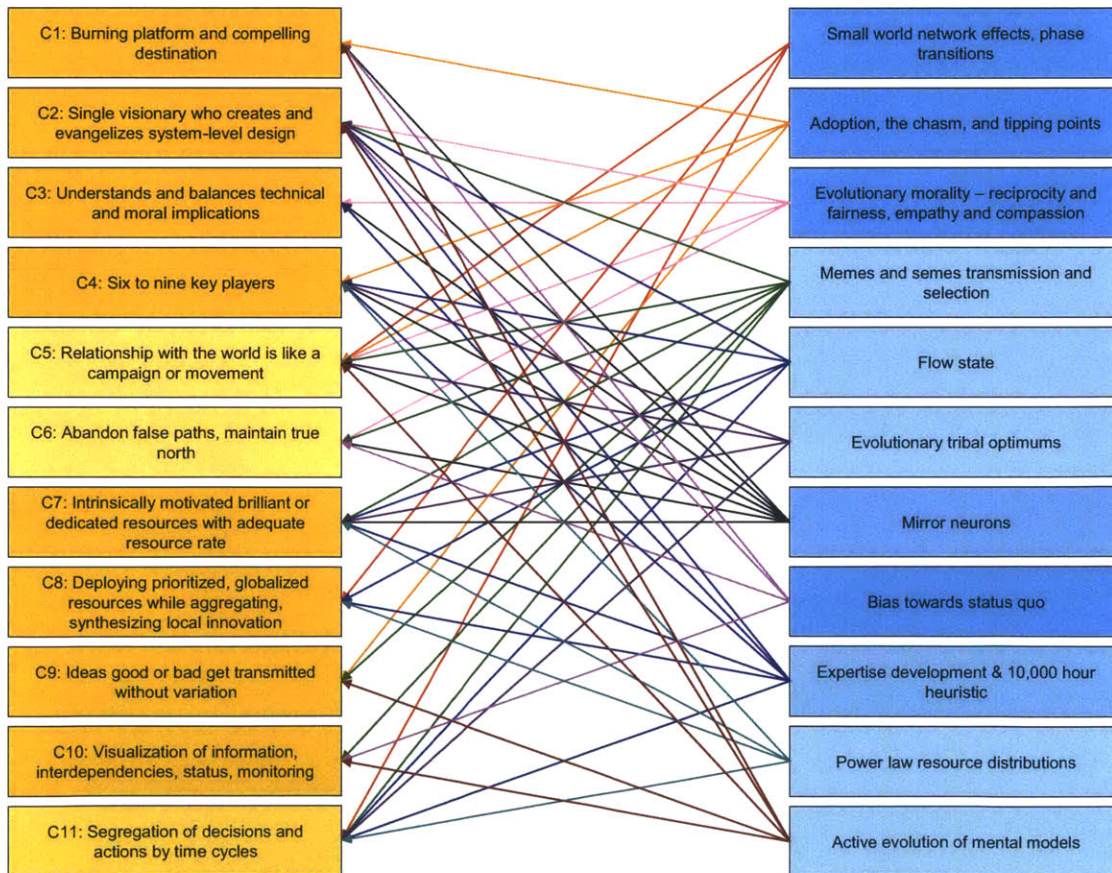 C1: Burning platform and compelling
destination
C2: Single visionary who creates and
evangelizes system-level design
C3: Understands and balances technical
and moral implications
C4: Six to nine key players
C5: Relationship with the world is like a
campaign or movement
C6: Abandon false paths, maintain true
north
C7: Intrinsically motivated brilliant or
dedicated resources with adequate
resource rate
C8: Deploying prioritized, globalized
resources while aggregating,
synthesizing local innovation
C9: Ideas good or bad get transmitted
without variation
C10: Visualization of information,
interdependencies, status, monitoring
C11: Segregation of decisions and
actions by time cycles
Small world network effects, phase
transitions
Adoption, the chasm, and tipping points
Evolutionary morality – reciprocity and
fairness, empathy and compassion
Memes and semes transmission and
selection
Flow state
Evolutionary tribal optimums
Mirror neurons
Bias towards status quo
Expertise development & 10,000 hour
heuristic
Power law resource distributions
Active evolution of mental models